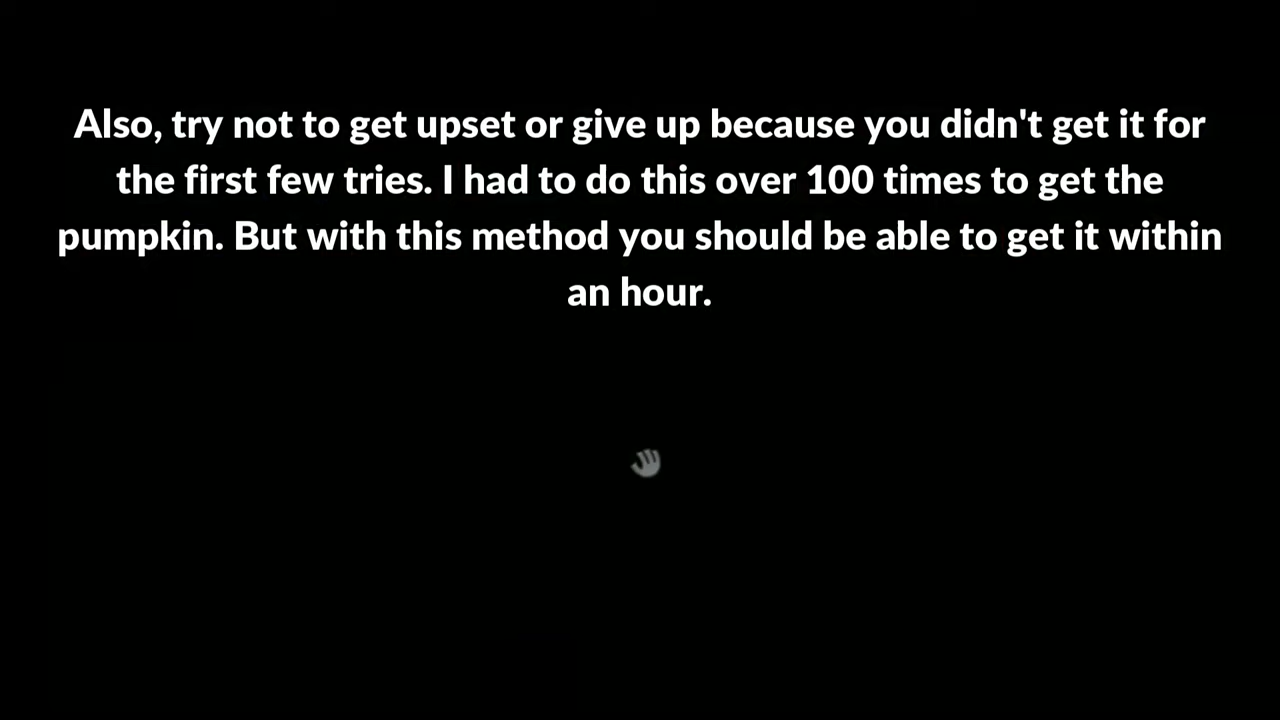 Also, try not to get upset or give up because you didn't get it for
the first few tries. I had to do this over 100 times to get the
pumpkin. But with this method you should be able to get it within
an hour.